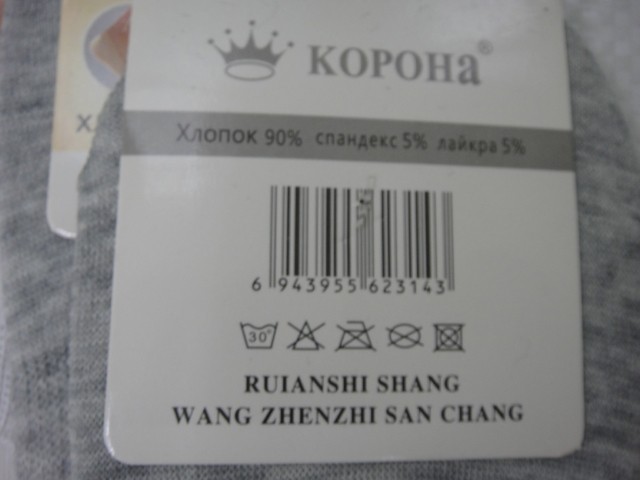 КОРОНа®
Хлопок 90% спандекс 5% лайкра 5%
6 943955 623143
30°
RUIANSHI SHANG
WANG ZHENZHI SAN CHANG